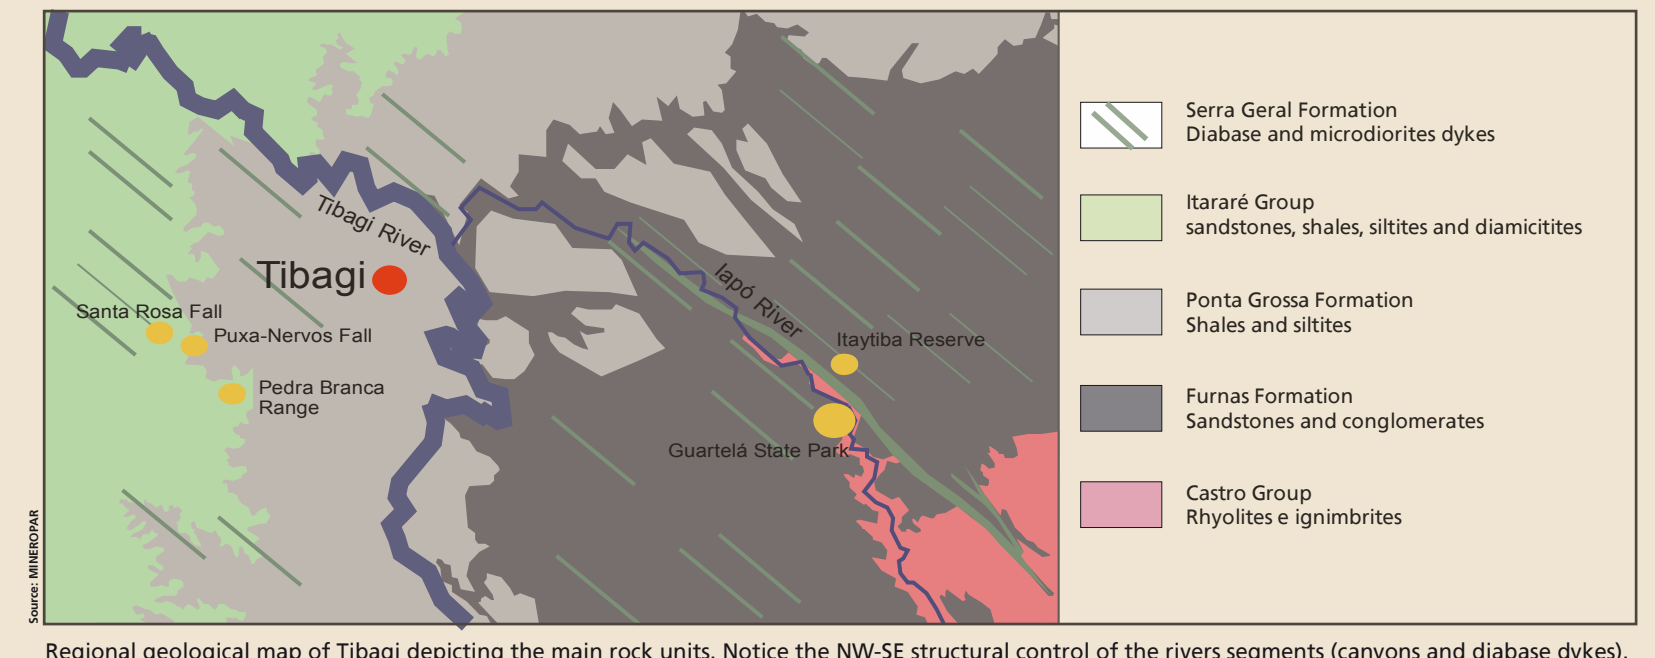 Tibagi River
Tibagi
Santa Rosa Fall
Puxa-Nervos Fall
Pedra Branca
Range
Iapó River
Itaytiba Reserve
Guartelá State Park
Serra Geral Formation
Diabase and microdiorites dykes
Itararé Group
sandstones, shales, siltites and diamicitites
Ponta Grossa Formation
Shales and siltites
Furnas Formation
Sandstones and conglomerates
Castro Group
Rhyolites e ignimbrites
Source: MINEROPAR
Regional geological map of Tibagi depicting the main rock units. Notice the NW-SE structural control of the rivers segments (canyons and diabase dykes).